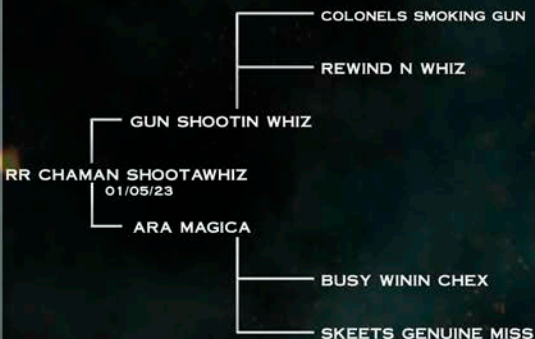 COLONELS SMOKING GUN
REWIND N WHIZ
GUN SHOOTIN WHIZ
RR CHAMAN SHOOTAWHIZ
01/05/23
ARA MAGICA
BUSY WININ CHEX
SKEETS GENUINE MISS